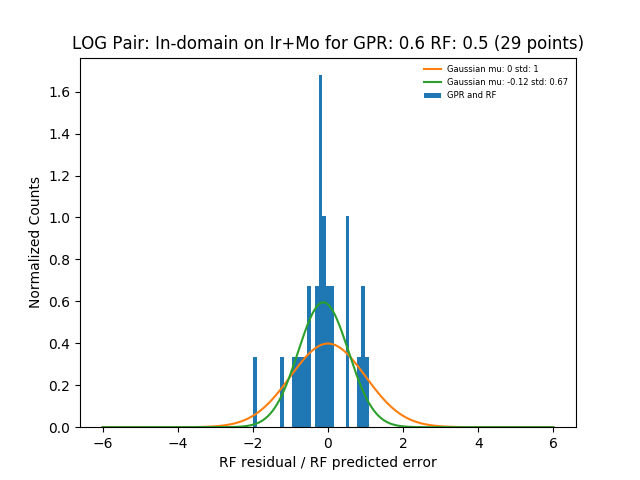 LOG Pair: In-domain on Ir+Mo for GPR: 0.6 RF: 0.5 (29 points)
Gaussian mu: 0 std: 1
Gaussian mu: -0.12 std: 0.67
GPR and RF
Normalized Counts
1.6
1.4
1.2
1.0
0.8
0.6
0.4
0.2
0.0
−6 −4 −2 0 2 4 6
RF residual / RF predicted error